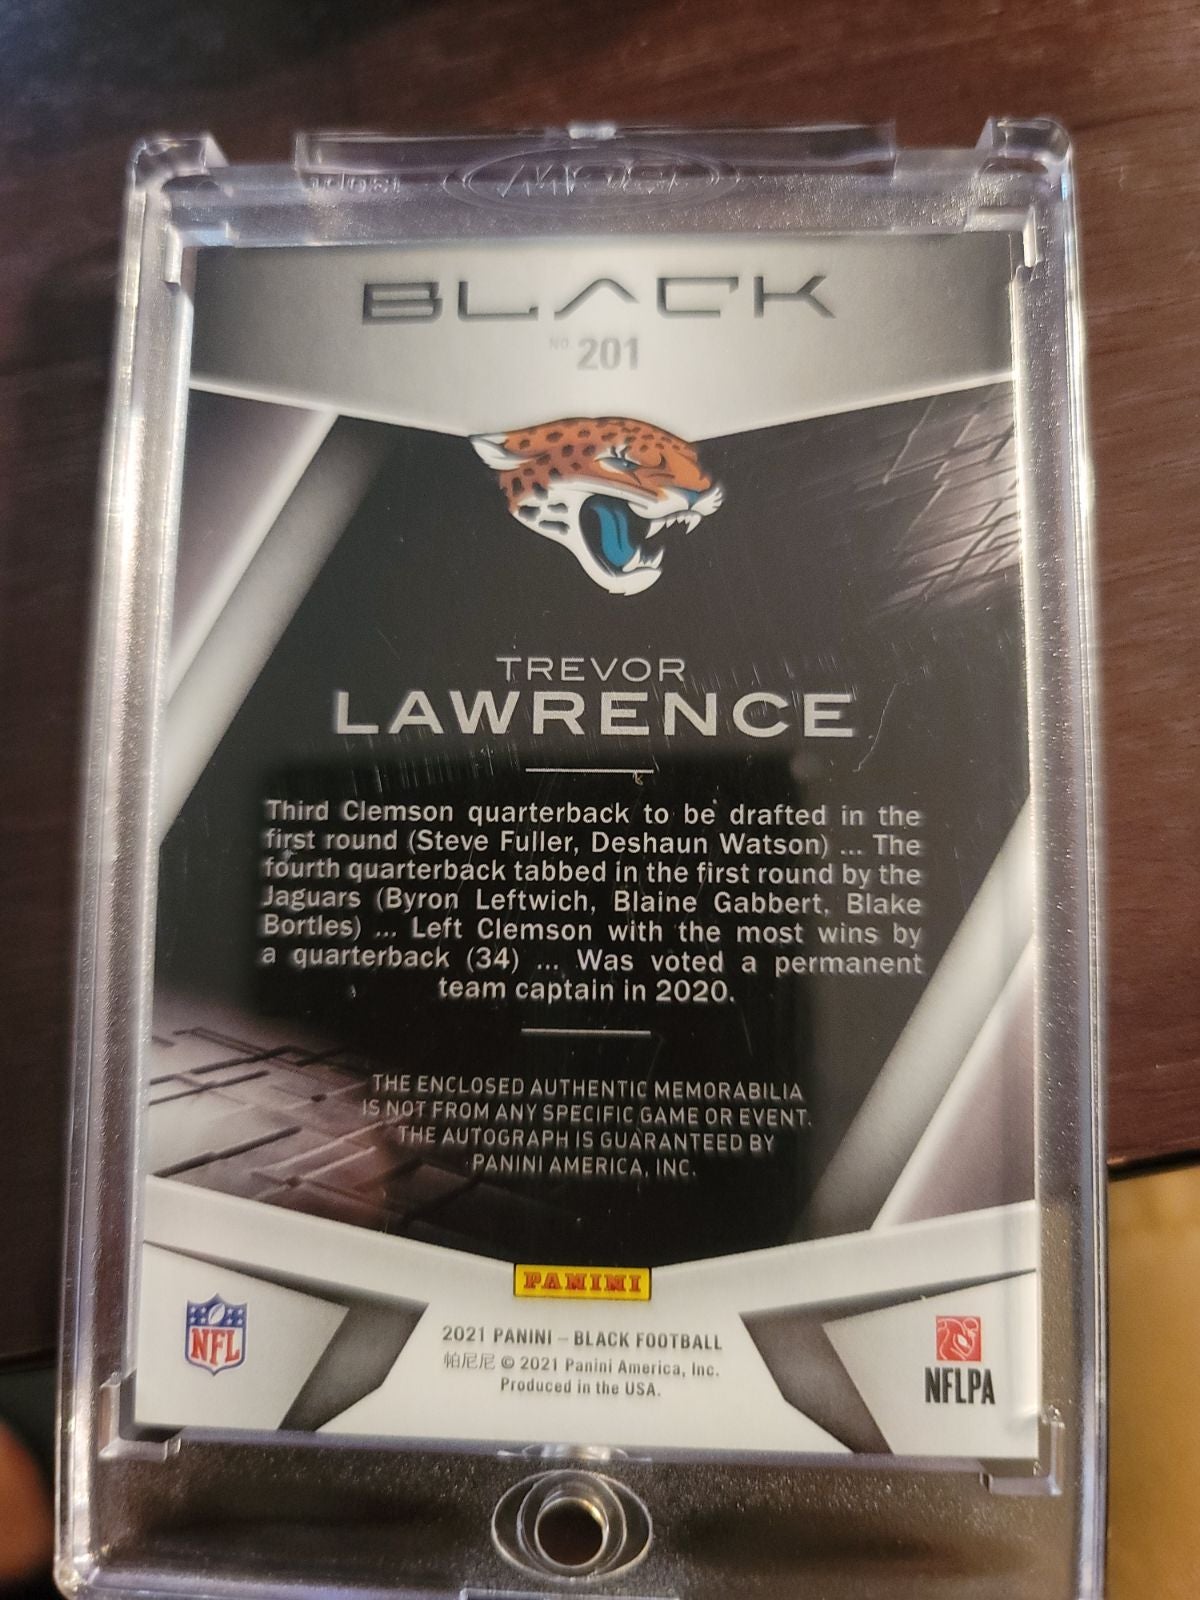 BLACK
NO. 201
TREVOR
LAWRENCE
Third Clemson quarterback to be drafted in the
first round (Steve Fuller, Deshaun Watson) ... The
fourth quarterback tabbed in the first round by the
Jaguars (Byron Leftwich, Blaine Gabbert, Blake
Bortles) ... Left Clemson with the most wins by
a quarterback (34) ... Was voted a permanent
team captain in 2020.
THE ENCLOSED AUTHENTIC MEMORABILIA
IS NOT FROM ANY SPECIFIC GAME OR EVENT.
THE AUTOGRAPH IS GUARANTEED BY
PANINI AMERICA, INC.
PANINI
NFL
2021 PANINI – BLACK FOOTBALL
帕尼尼 © 2021 Panini America, Inc.
Produced in the USA.
NFLPA